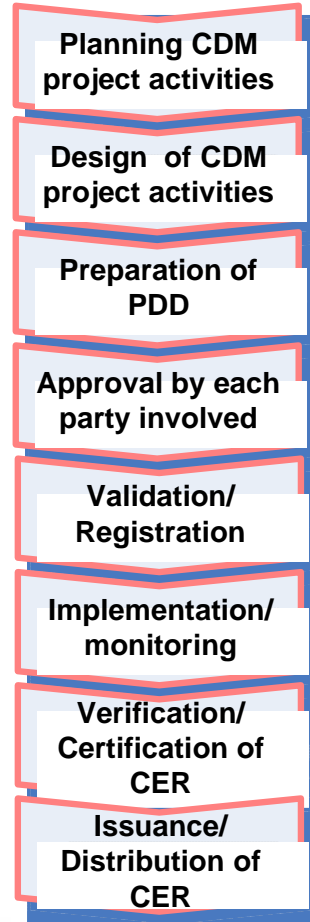 Planning CDM
project activities
Design of CDM
project activities
Preparation of
PDD
Approval by each
party involved
Validation/
Registration
Implementation/
monitoring
Verification/
Certification of
CER
Issuance/
Distribution of
CER